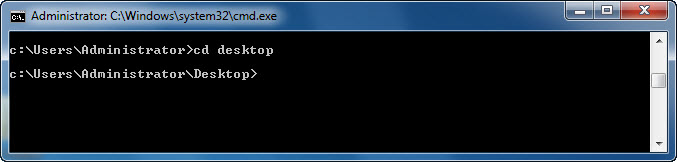 Administrator: C:\Windows\system32\cmd.exe
c:\Users\Administrator>cd desktop
c:\Users\Administrator\Desktop>